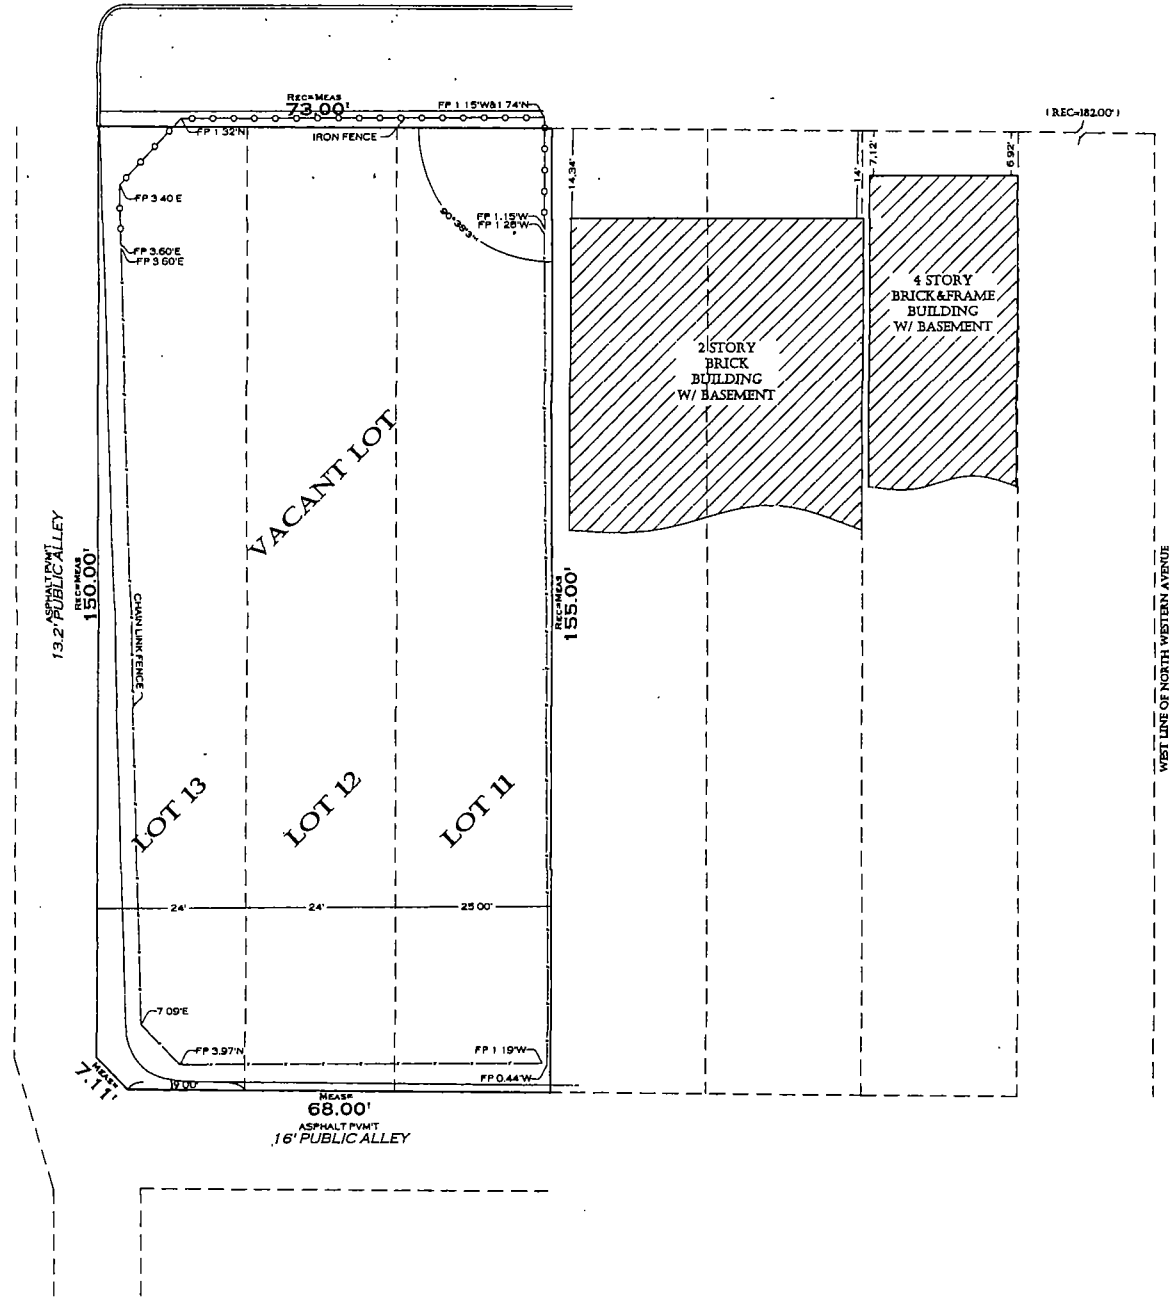 REC=MEAS
73.00'
FP 1.15'W&1.74'N
FP 1 32'N
IRON FENCE
( REC=182.00' )
14.34'
14'
7.12'
6.92'
FP 3 40 E
FP 1.15'W
FP 1 28'W
FP 3.60'E
FP 3 60'E
4 STORY
BRICK&FRAME
BUILDING
W/ BASEMENT
2 STORY
BRICK
BUILDING
W/ BASEMENT
VACANT LOT
ASPHALT PVM'T
13.2' PUBLIC ALLEY
REC=MEAS
150.00'
CHAIN LINK FENCE
REC=MEAS
155.00'
WEST LINE OF NORTH WESTERN AVENUE
LOT 13
LOT 12
LOT 11
24'
24'
25 00'
7 09'E
FP 3.97'N
FP 1 19'W
FP 0.44'W
MEAS=
7.11'
19.00'
MEAS=
68.00'
ASPHALT PVM'T
16' PUBLIC ALLEY